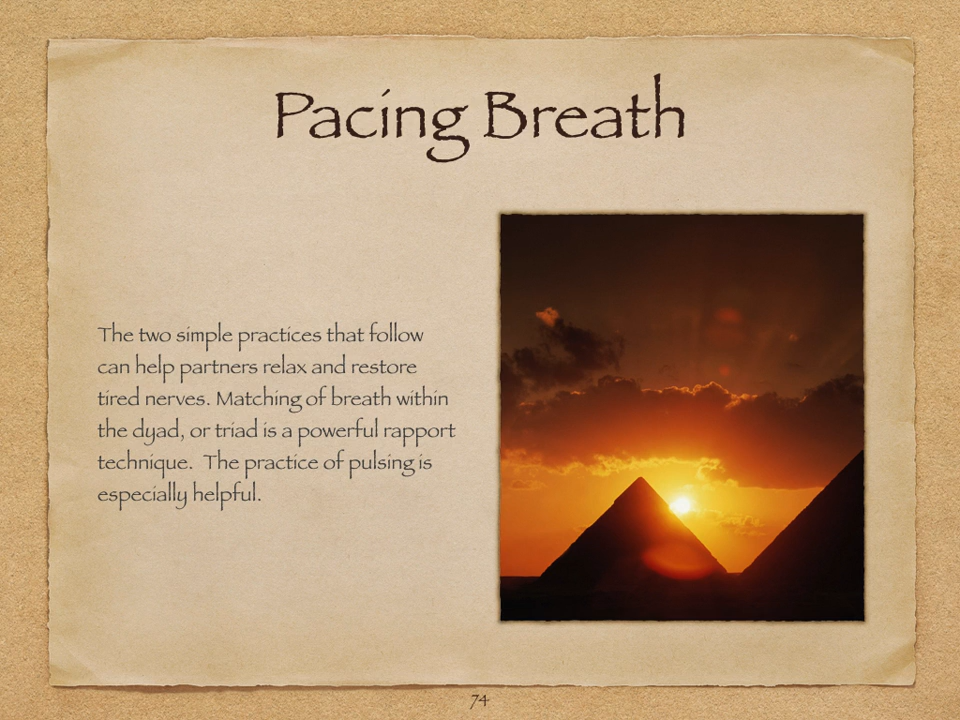 Pacing Breath
The two simple practices that follow
can help partners relax and restore
tired nerves. Matching of breath within
the dyad, or triad is a powerful rapport
technique.  The practice of pulsing is
especially helpful.
74